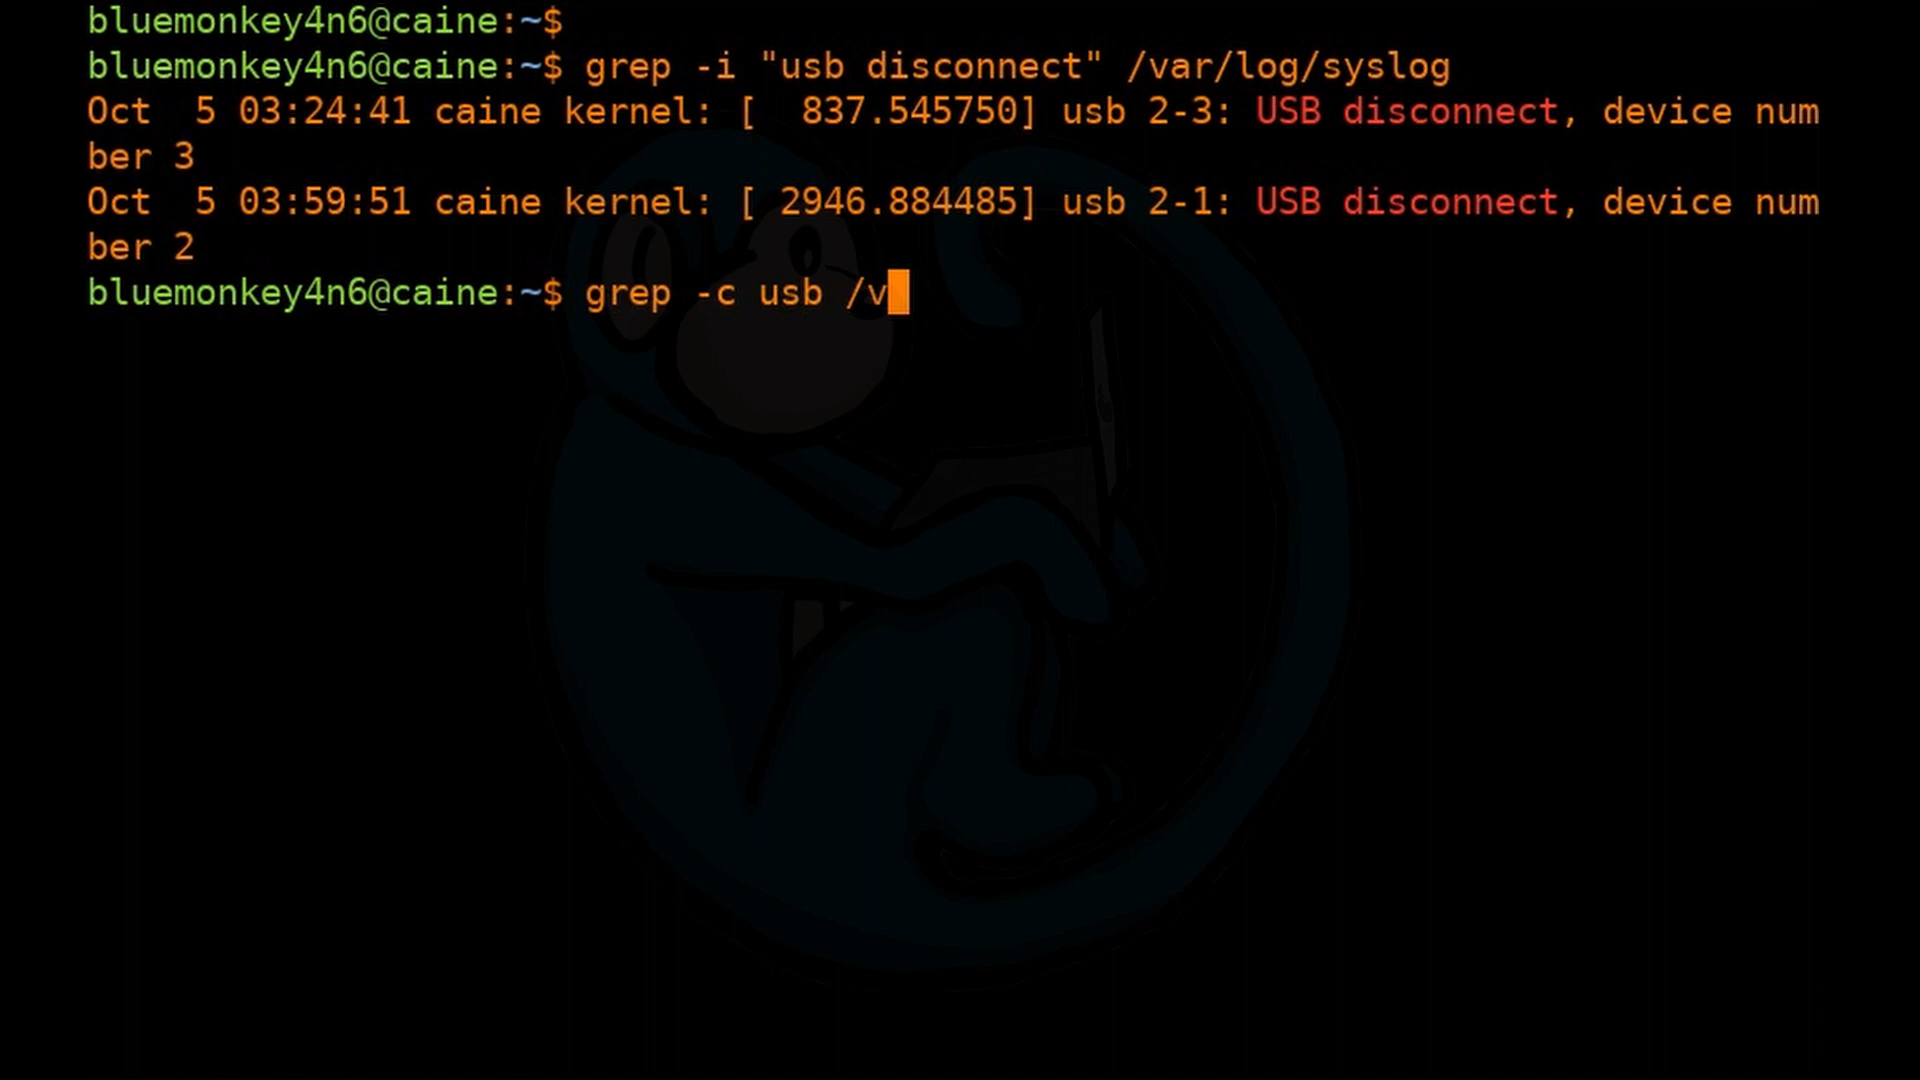 bluemonkey4n6@caine:~$
bluemonkey4n6@caine:~$ grep -i "usb disconnect" /var/log/syslog
Oct  5 03:24:41 caine kernel: [  837.545750] usb 2-3: USB disconnect, device num
ber 3
Oct  5 03:59:51 caine kernel: [ 2946.884485] usb 2-1: USB disconnect, device num
ber 2
bluemonkey4n6@caine:~$ grep -c usb /v